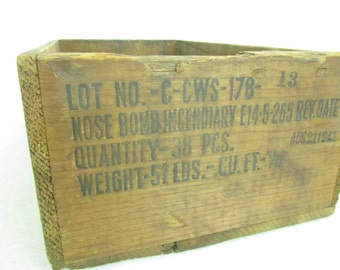 LOT NO.-C-CWS-178- 13
NOSE BOMB-INCENDIARY E14-5-265 REV. DATE
QUANTITY- 38 PCS.
WEIGHT-51 LBS.- CU. FT.-